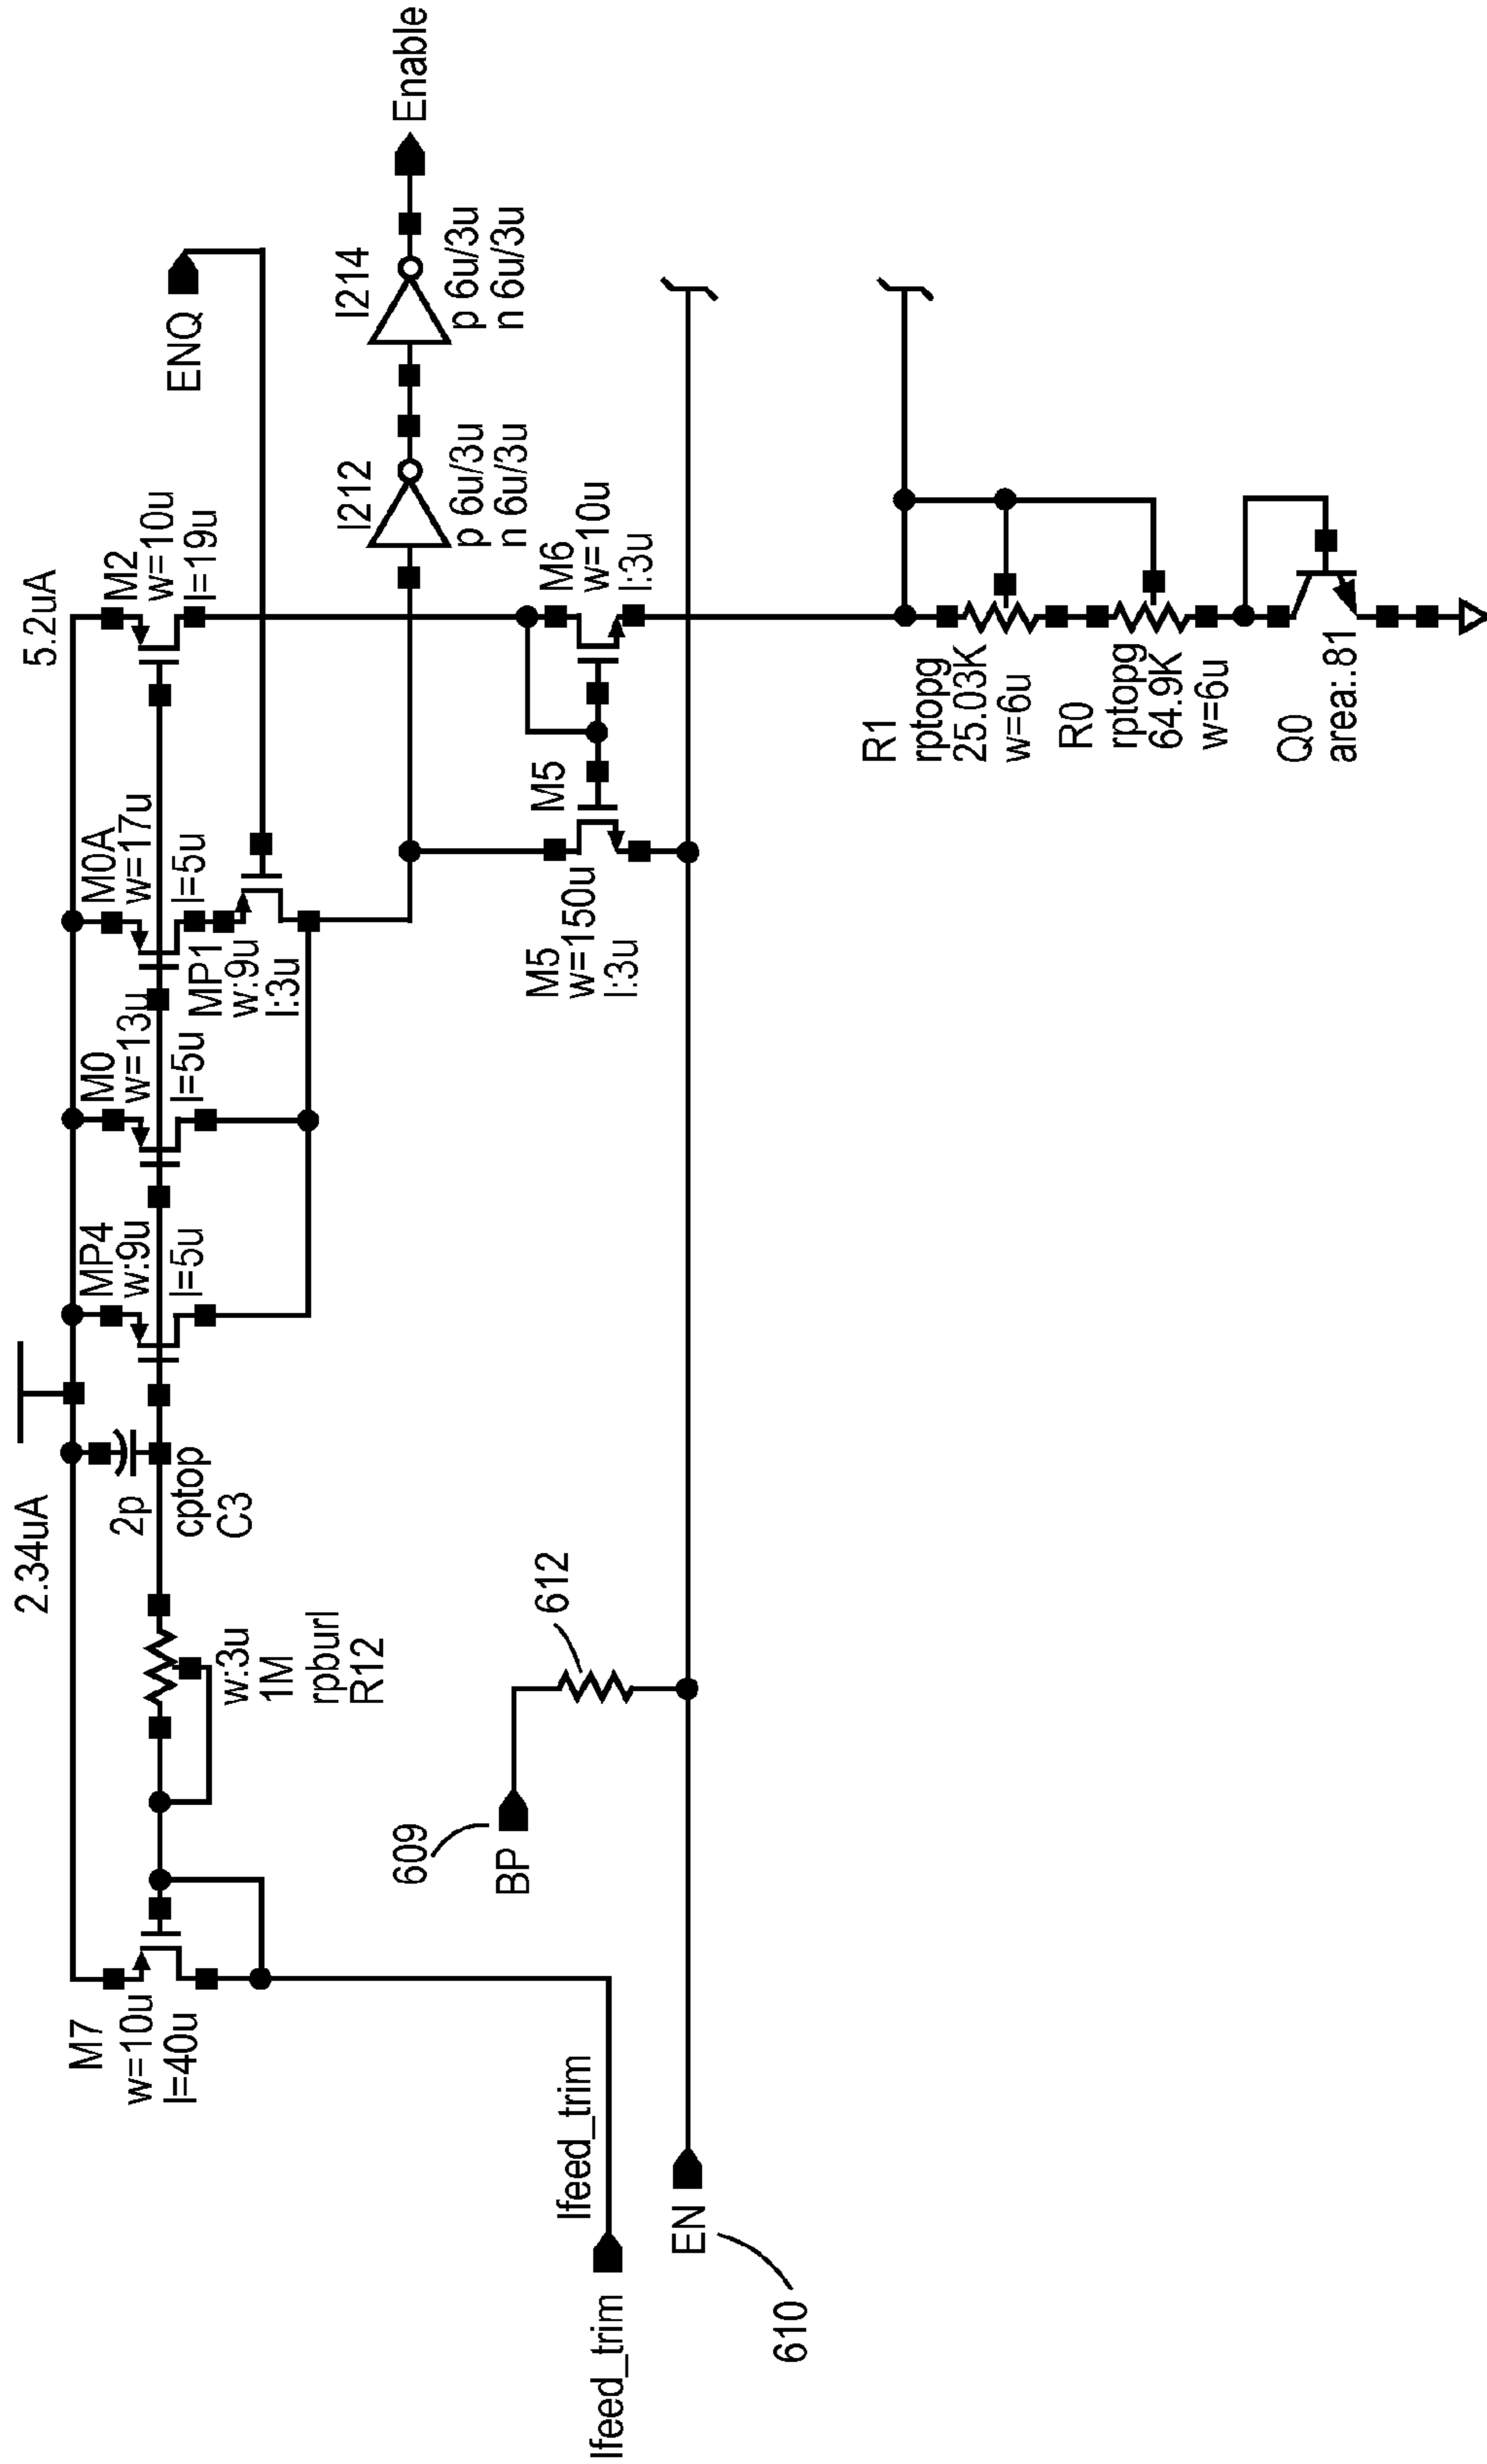 2.34uA
5.2uA
M7
w=10u
l=40u
w:3u
1M
rpburl
R12
2p
cptop
C3
MP4
w:9u
l=5u
M0
w=13u
l=5u
M0A
w=17u
l=5u
M2
w=10u
l=19u
MP1
w:9u
l:3u
ENQ
I212
p 6u/3u
n 6u/3u
I214
p 6u/3u
n 6u/3u
Enable
609
BP
612
M5
w=150u
l:3u
M5
M6
w=10u
l:3u
Ifeed_trim
Ifeed_trim
EN
610
R1
rptopg
25.03K
w=6u
R0
rptopg
64.9K
w=6u
Q0
area:.81